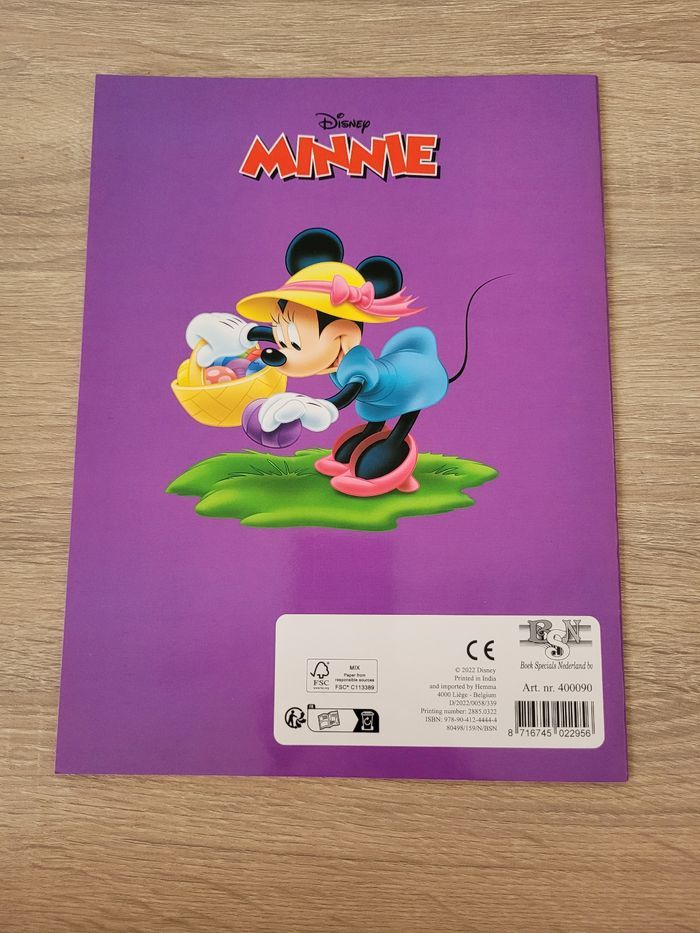 Disney
MINNIE
FSC
MIX
Paper from
responsible sources
FSC® C113389
CE
© 2022 Disney
Printed in India
and imported by Hemma
4000 Liège - Belgium
D/2022/0058/339
Printing number: 2885.0322
ISBN: 978-90-412-4444-4
80498/159/N/BSN
BSN
Book Specials Nederland bv
Art. nr. 400090
8 716745 022956